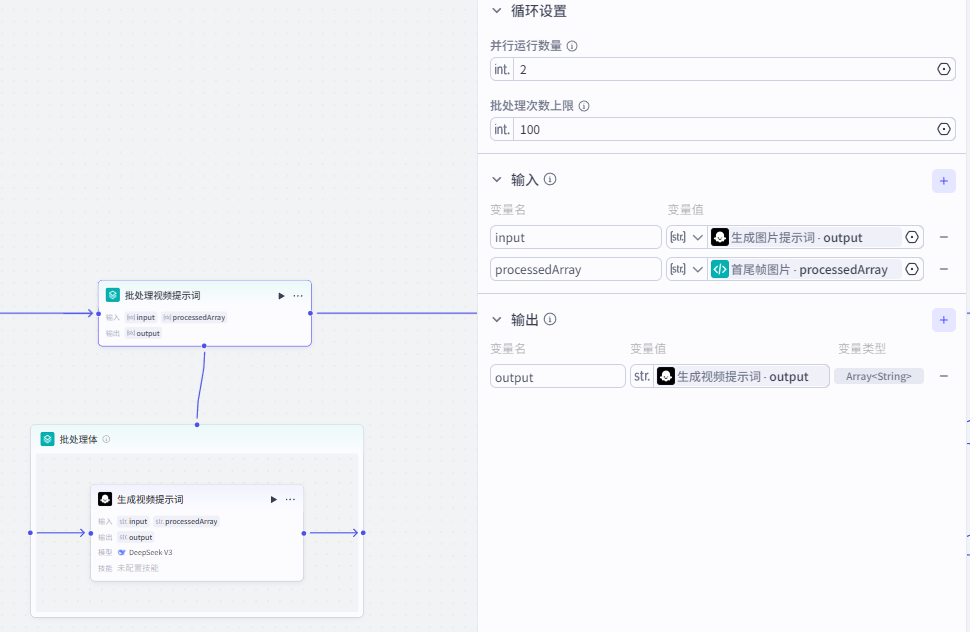 循环设置
并行运行数量
int. 2
批处理次数上限
int. 100
输入
变量名 变量值
input [str] 生成图片提示词 · output
processedArray [str] 首尾帧图片 · processedArray
输出
变量名 变量值 变量类型
output str. 生成视频提示词 · output Array<String>
批处理视频提示词
输入 [str] input [str] processedArray
输出 [str] output
批处理体
生成视频提示词
输入 str. input str. processedArray
输出 [str] output
模型 DeepSeek V3
技能 未配置技能